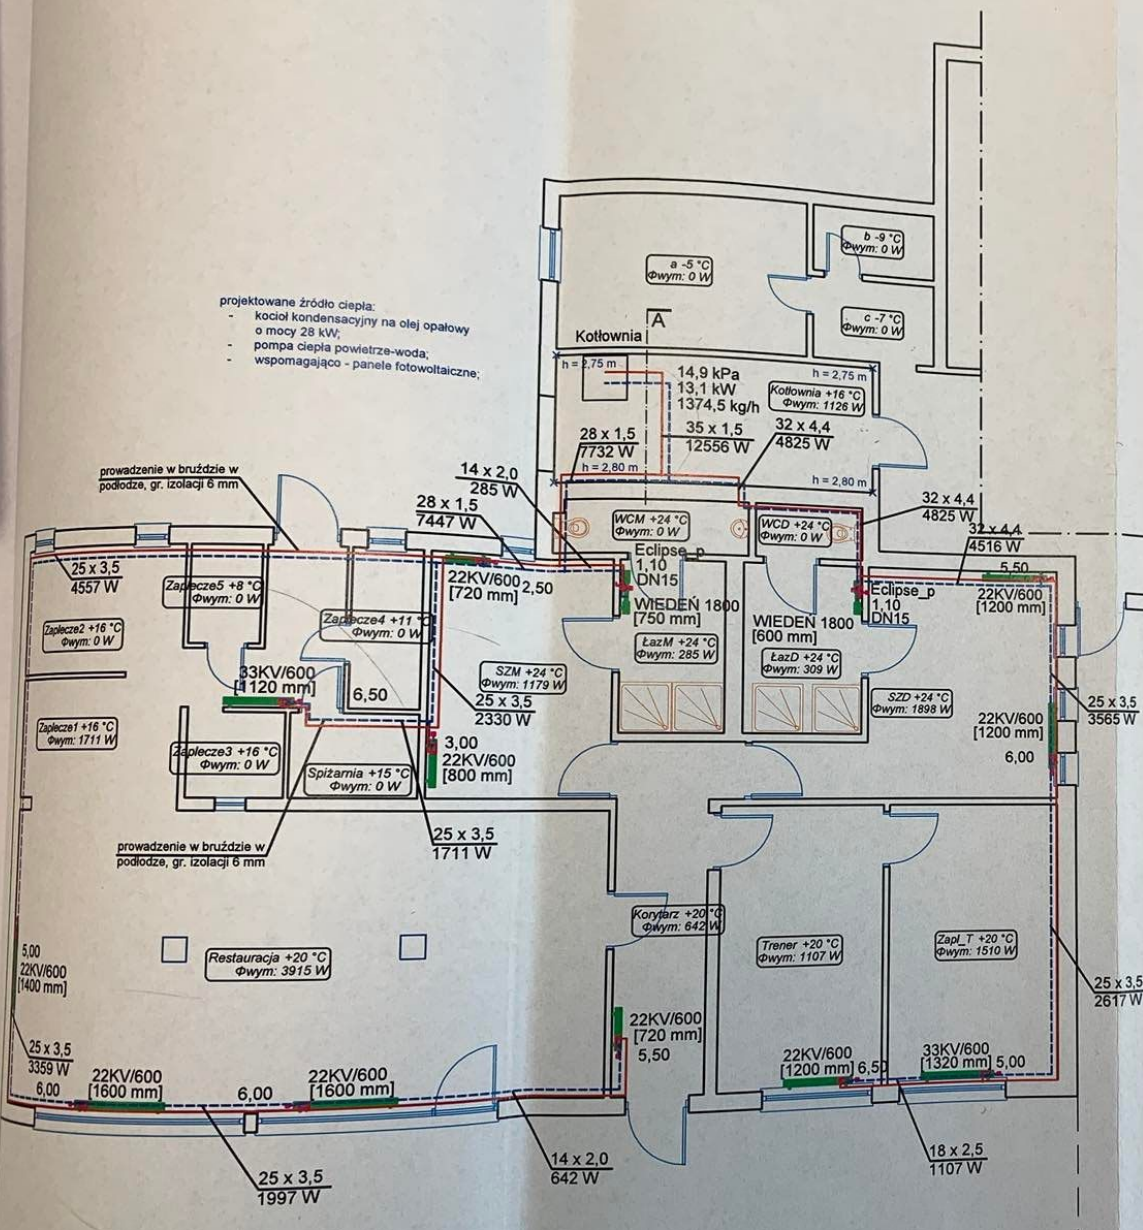 b -9 °C
Φwym: 0 W
a -5 °C
Φwym: 0 W
c -7 °C
Φwym: 0 W
projektowane źródło ciepła:
- kocioł kondensacyjny na olej opałowy
o mocy 28 kW;
- pompa ciepła powietrze-woda;
- wspomagająco - panele fotowoltaiczne;
A
Kotłownia
h = 2,75 m
14,9 kPa
13,1 kW
1374,5 kg/h
h = 2,75 m
Kotłownia +16 °C
Φwym: 1126 W
28 x 1,5
7732 W
35 x 1,5
12556 W
32 x 4,4
4825 W
h = 2,80 m
h = 2,80 m
prowadzenie w bruździe w
podłodze, gr. izolacji 6 mm
14 x 2,0
285 W
28 x 1,5
7447 W
32 x 4,4
4825 W
32 x 4,4
4516 W
WCM +24 °C
Φwym: 0 W
WCD +24 °C
Φwym: 0 W
25 x 3,5
4557 W
Zaplecze5 +8 °C
Φwym: 0 W
22KV/600
[720 mm]
2,50
Eclipse_p
1,10
DN15
WIEDEŃ 1800
[750 mm]
WIEDEŃ 1800
[600 mm]
Eclipse_p
1,10
DN15
5,50
22KV/600
[1200 mm]
Zaplecze2 +16 °C
Φwym: 0 W
Zaplecze4 +11 °C
Φwym: 0 W
ŁazM +24 °C
Φwym: 285 W
ŁazD +24 °C
Φwym: 309 W
33KV/600
[1120 mm]
6,50
SZM +24 °C
Φwym: 1179 W
SZD +24 °C
Φwym: 1898 W
25 x 3,5
2330 W
25 x 3,5
3565 W
Zaplecze1 +16 °C
Φwym: 1711 W
Zaplecze3 +16 °C
Φwym: 0 W
Spiżarnia +15 °C
Φwym: 0 W
3,00
22KV/600
[800 mm]
22KV/600
[1200 mm]
6,00
prowadzenie w bruździe w
podłodze, gr. izolacji 6 mm
25 x 3,5
1711 W
Restauracja +20 °C
Φwym: 3915 W
Korytarz +20 °C
Φwym: 642 W
Trener +20 °C
Φwym: 1107 W
Zapl_T +20 °C
Φwym: 1510 W
5,00
22KV/600
[1400 mm]
25 x 3,5
2617 W
25 x 3,5
3359 W
6,00
22KV/600
[1600 mm]
6,00
22KV/600
[1600 mm]
22KV/600
[720 mm]
5,50
22KV/600
[1200 mm]
6,50
33KV/600
[1320 mm]
5,00
25 x 3,5
1997 W
14 x 2,0
642 W
18 x 2,5
1107 W